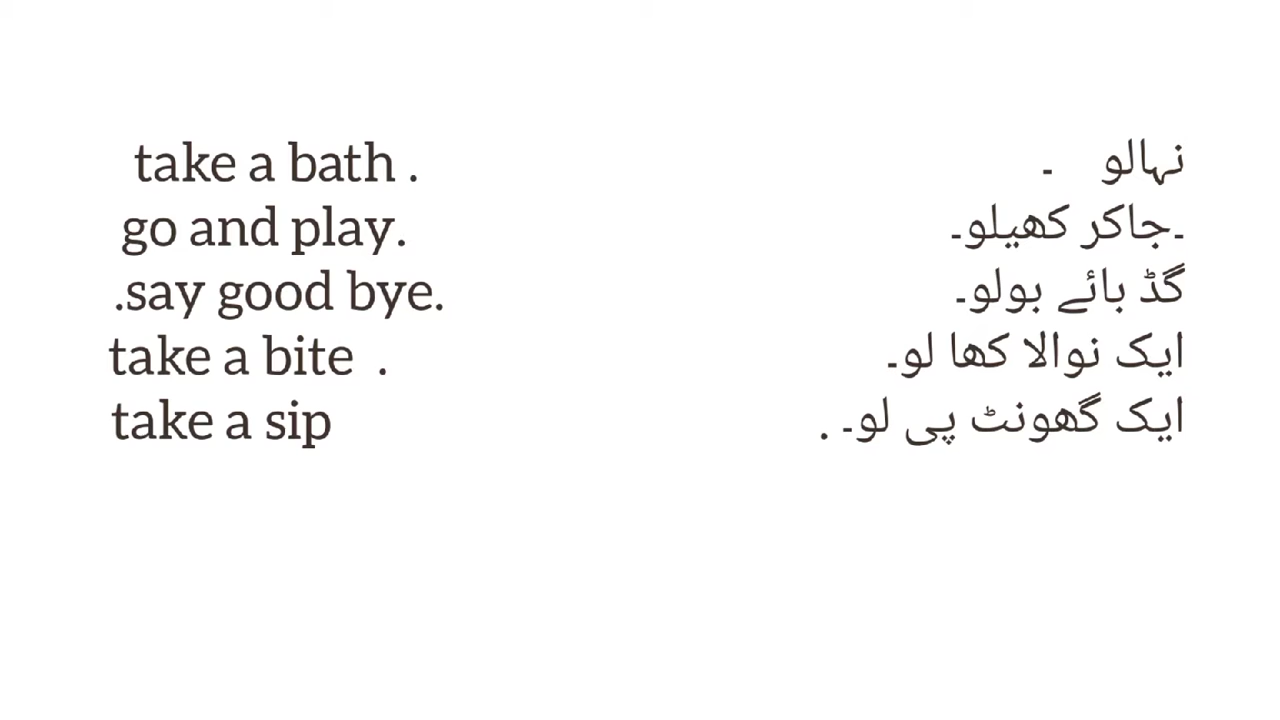 take a bath . نہالو ۔
go and play. ۔جاکر کھیلو۔
.say good bye. گڈ بائے بولو۔
take a bite . ایک نوالا کھا لو۔
take a sip ایک گھونٹ پی لو۔ .